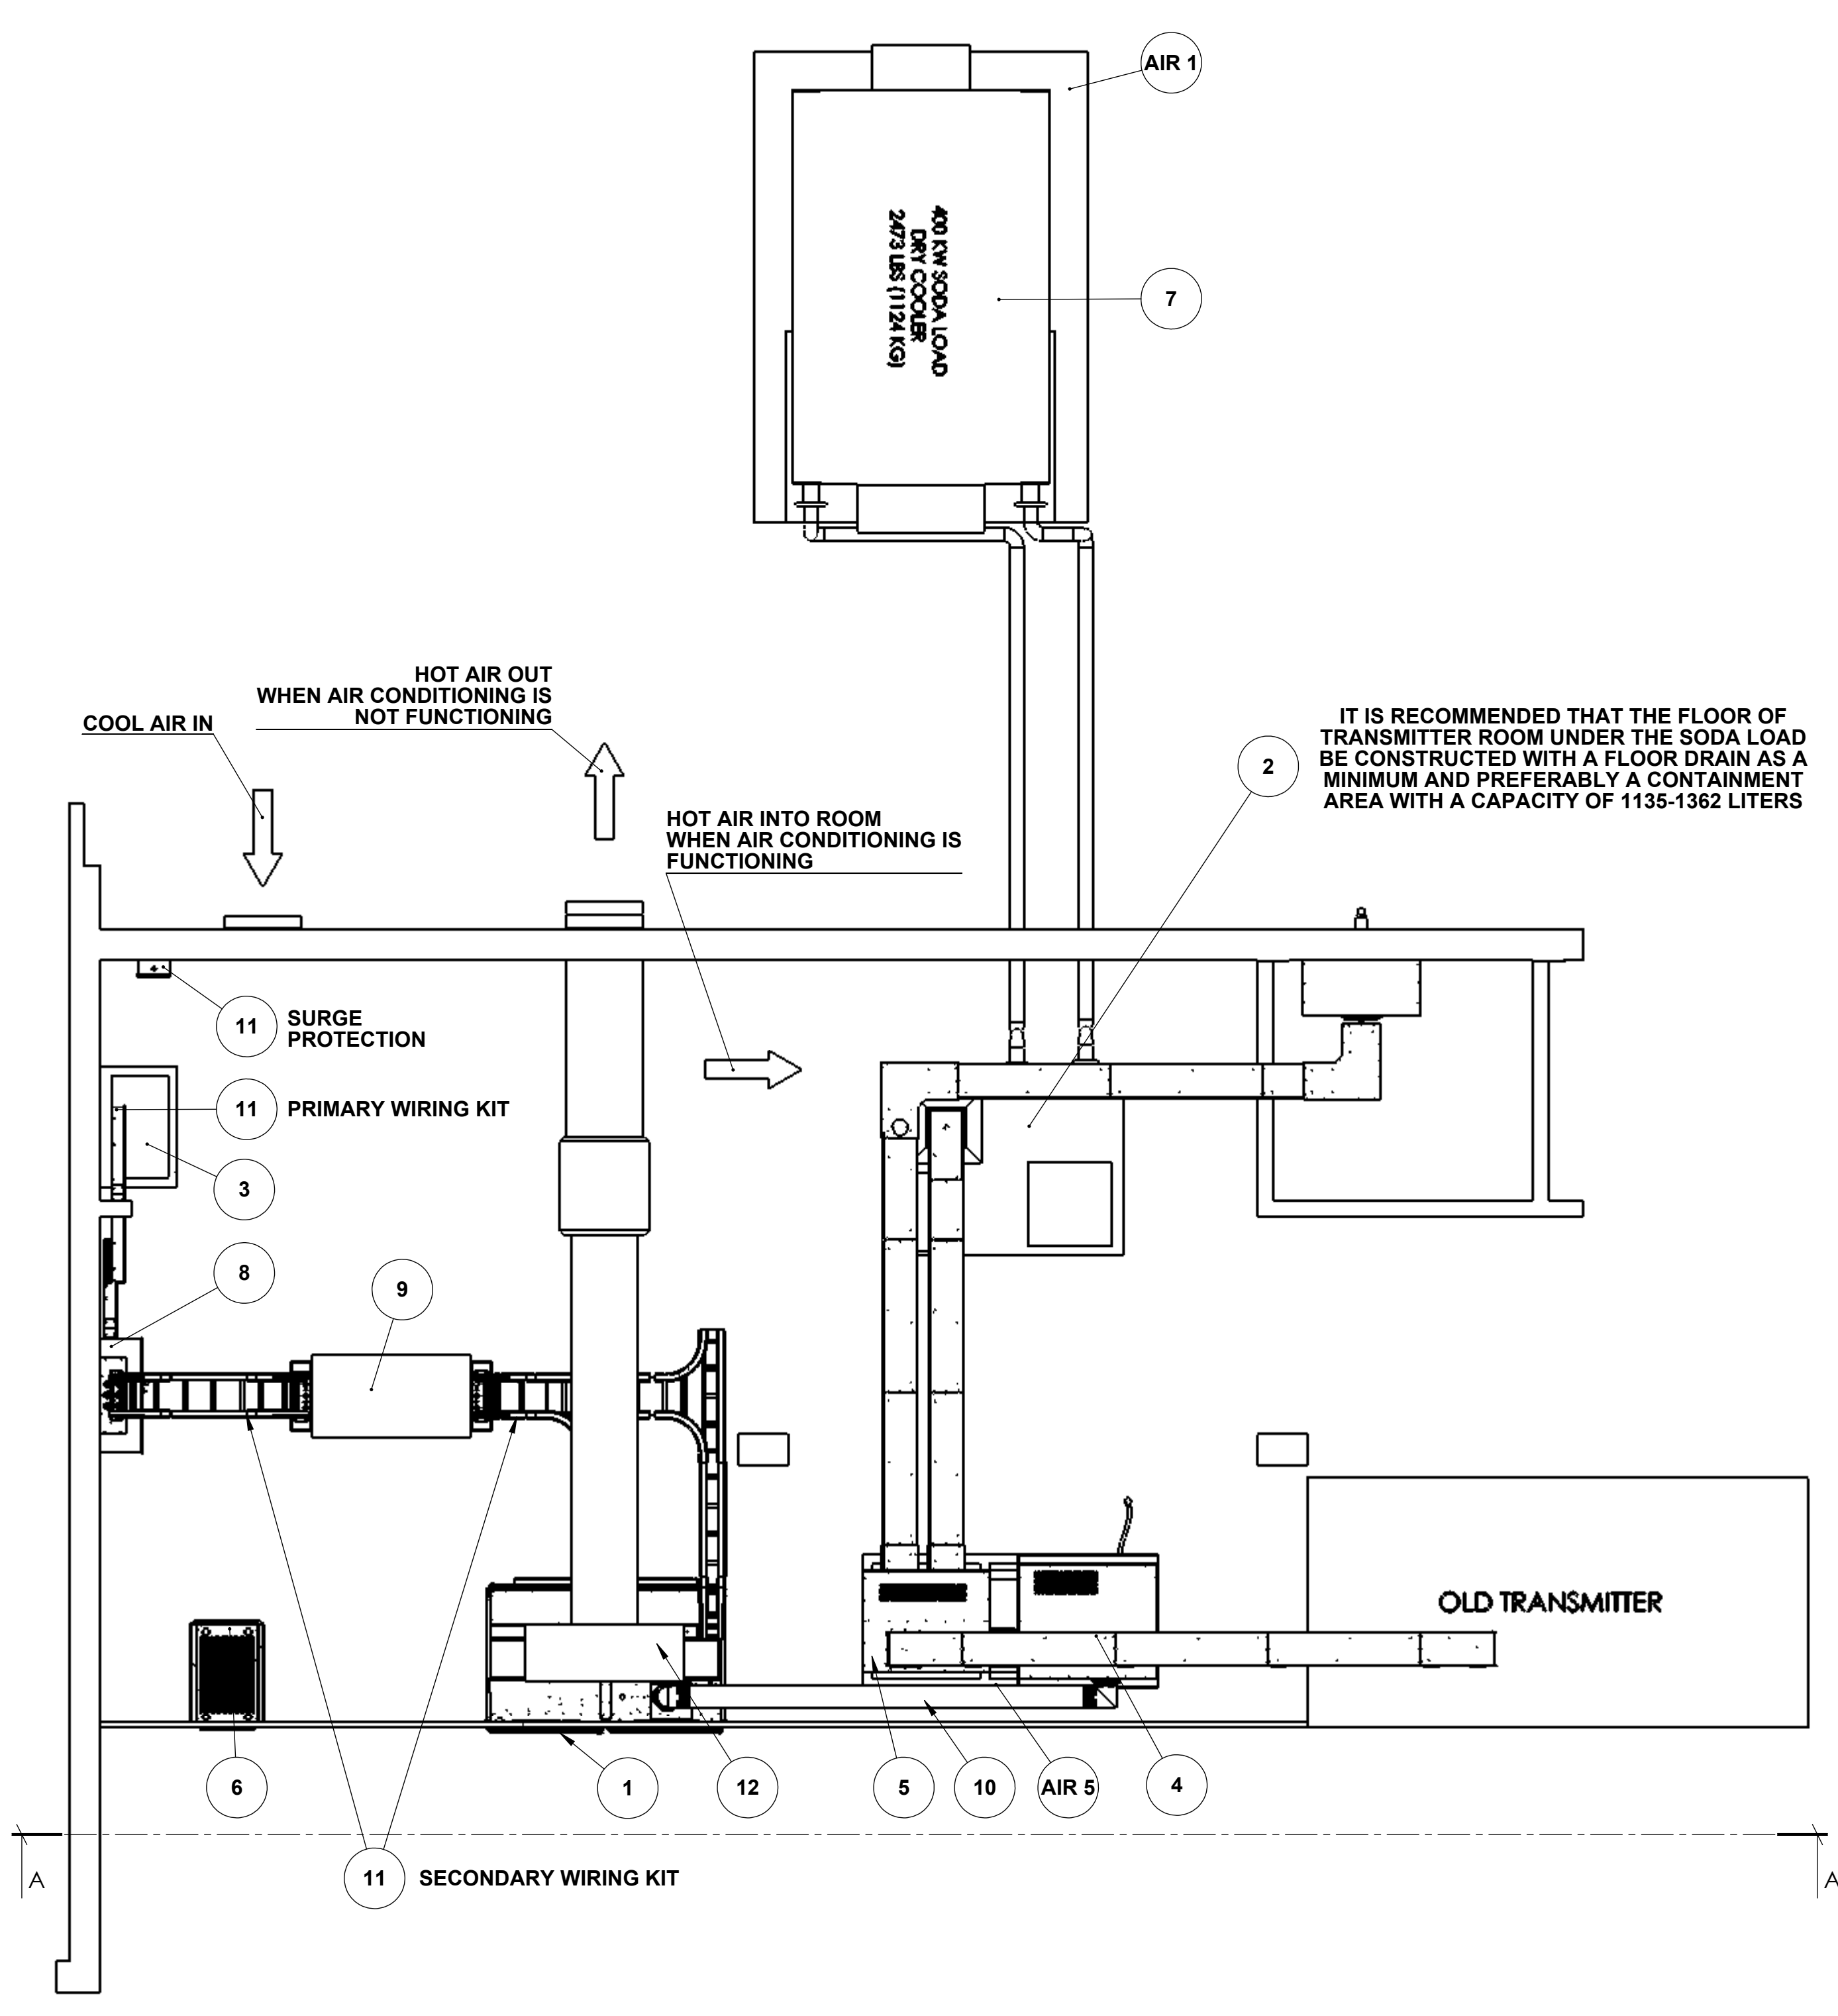 AIR 1
400 KW SODA LOAD
DRY COOLER
2473 LBS (1124 KG)
7
HOT AIR OUT
WHEN AIR CONDITIONING IS
NOT FUNCTIONING
COOL AIR IN
IT IS RECOMMENDED THAT THE FLOOR OF
TRANSMITTER ROOM UNDER THE SODA LOAD
BE CONSTRUCTED WITH A FLOOR DRAIN AS A
MINIMUM AND PREFERABLY A CONTAINMENT
AREA WITH A CAPACITY OF 1135-1362 LITERS
2
HOT AIR INTO ROOM
WHEN AIR CONDITIONING IS
FUNCTIONING
11
SURGE
PROTECTION
11
PRIMARY WIRING KIT
3
8
9
OLD TRANSMITTER
6
1
12
5
10
AIR 5
4
A
11
SECONDARY WIRING KIT
A